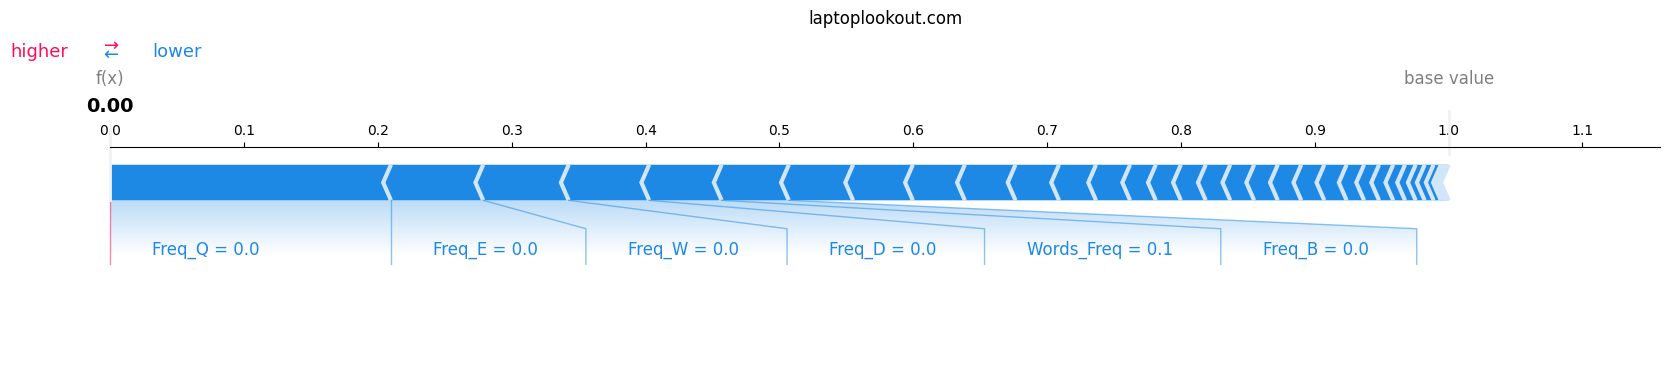 laptoplookout.com
higher ⇄ lower
f(x) base value
0.00
0.0 0.1 0.2 0.3 0.4 0.5 0.6 0.7 0.8 0.9 1.0 1.1
Freq_Q = 0.0 Freq_E = 0.0 Freq_W = 0.0 Freq_D = 0.0 Words_Freq = 0.1 Freq_B = 0.0